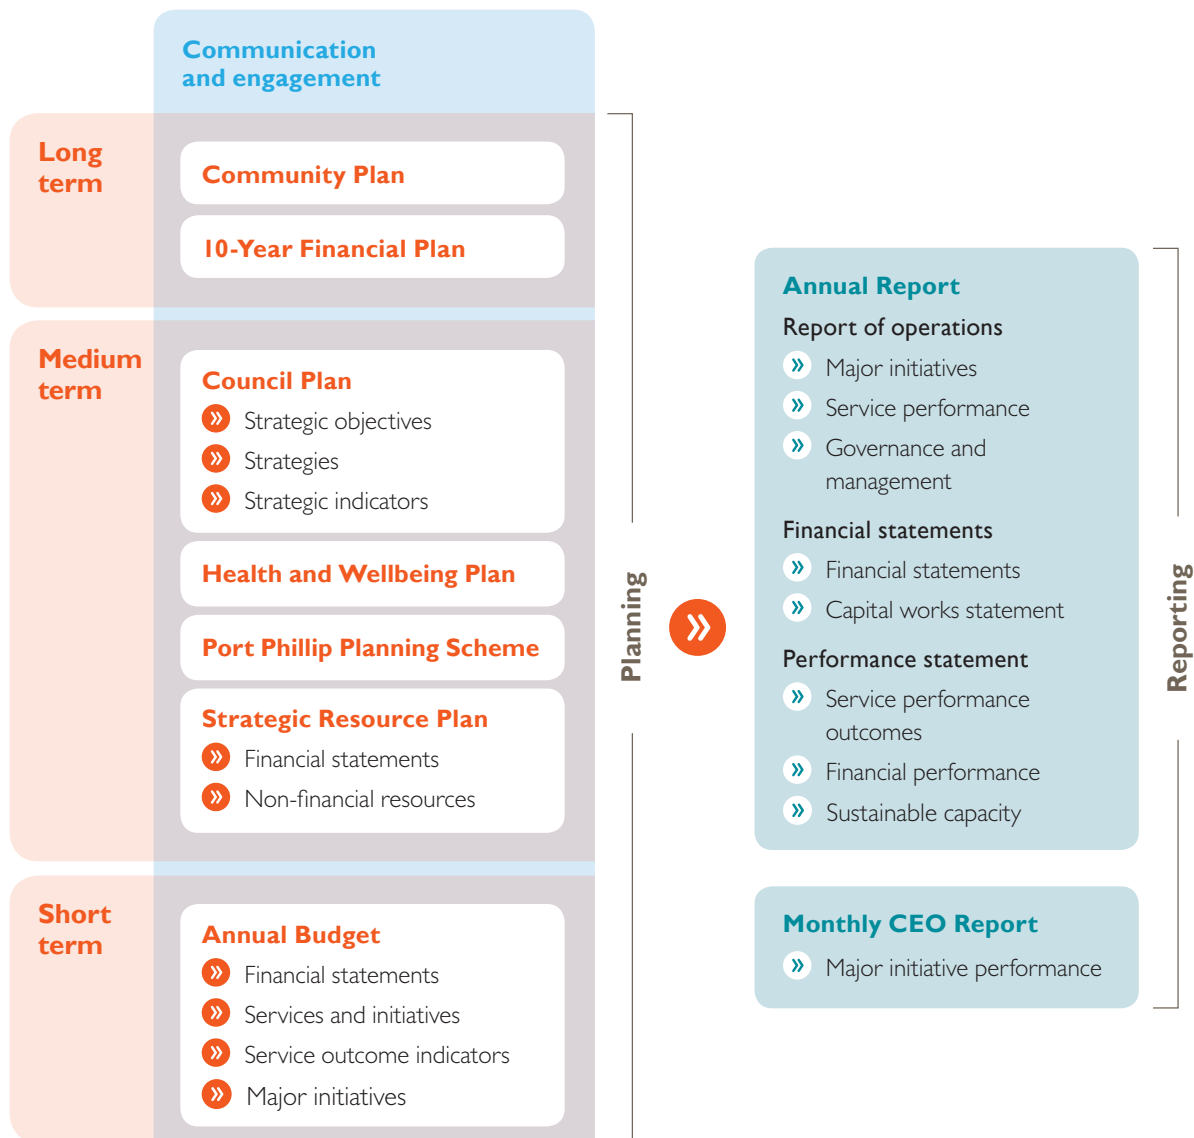 Communication
and engagement
Long
term
Community Plan
10-Year Financial Plan
Medium
term
Council Plan
Strategic objectives
Strategies
Strategic indicators
Health and Wellbeing Plan
Port Phillip Planning Scheme
Strategic Resource Plan
Financial statements
Non-financial resources
Short
term
Annual Budget
Financial statements
Services and initiatives
Service outcome indicators
Major initiatives
Planning
Annual Report
Report of operations
Major initiatives
Service performance
Governance and
management
Financial statements
Financial statements
Capital works statement
Performance statement
Service performance
outcomes
Financial performance
Sustainable capacity
Monthly CEO Report
Major initiative performance
Reporting